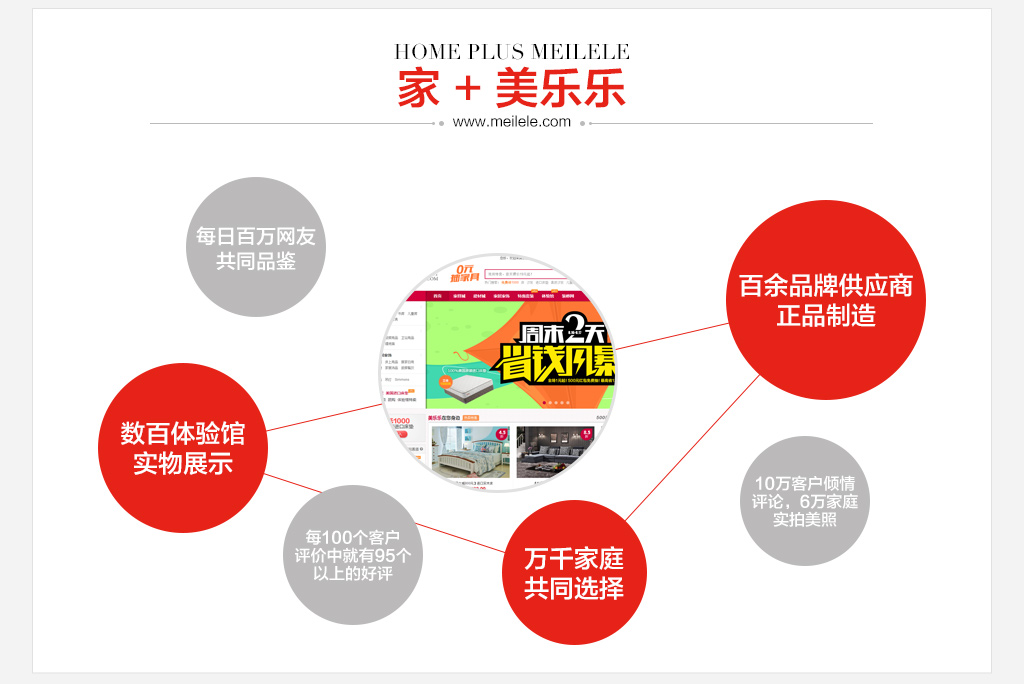 HOME PLUS MEILELE
家 + 美乐乐
www.meilele.com
每日百万网友
共同品鉴
百余品牌供应商
正品制造
0元
周末2天
省钱风暴
数百体验馆
实物展示
10万客户倾情
评论，6万家庭
实拍美照
每100个客户
评价中就有95个
以上的好评
万千家庭
共同选择